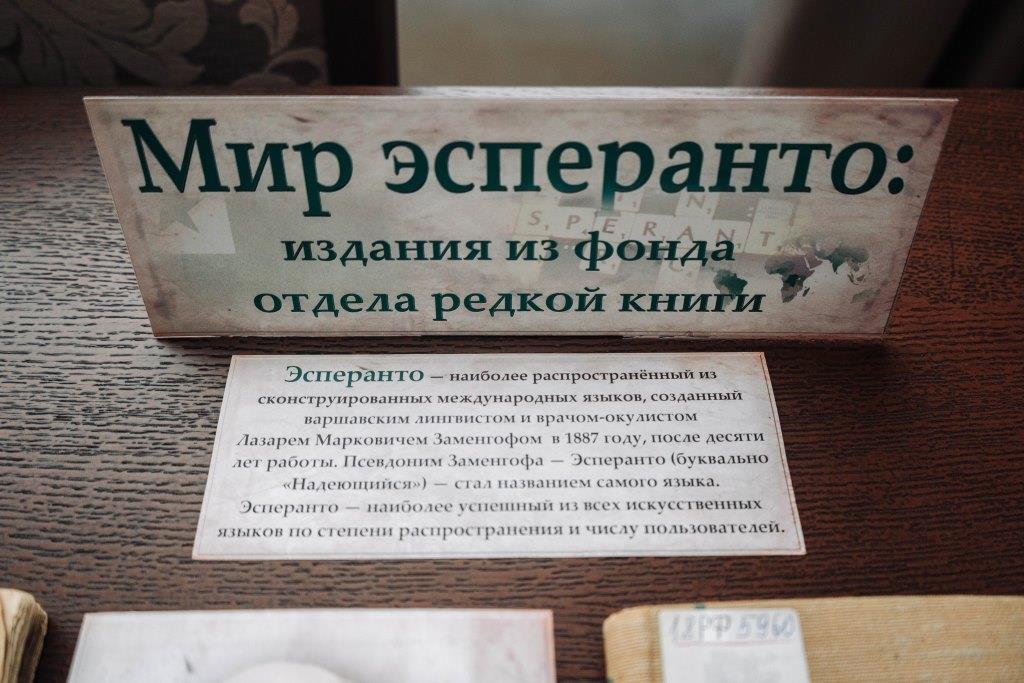 Мир эсперанто:
SPERANT
издания из фонда
отдела редкой книги
Эсперанто — наиболее распространённый из
сконструированных международных языков, созданный
варшавским лингвистом и врачом-окулистом
Лазарем Марковичем Заменгофом в 1887 году, после десяти
лет работы. Псевдоним Заменгофа — Эсперанто (буквально
«Надеющийся») — стал названием самого языка.
Эсперанто — наиболее успешный из всех искусственных
языков по степени распространения и числу пользователей.